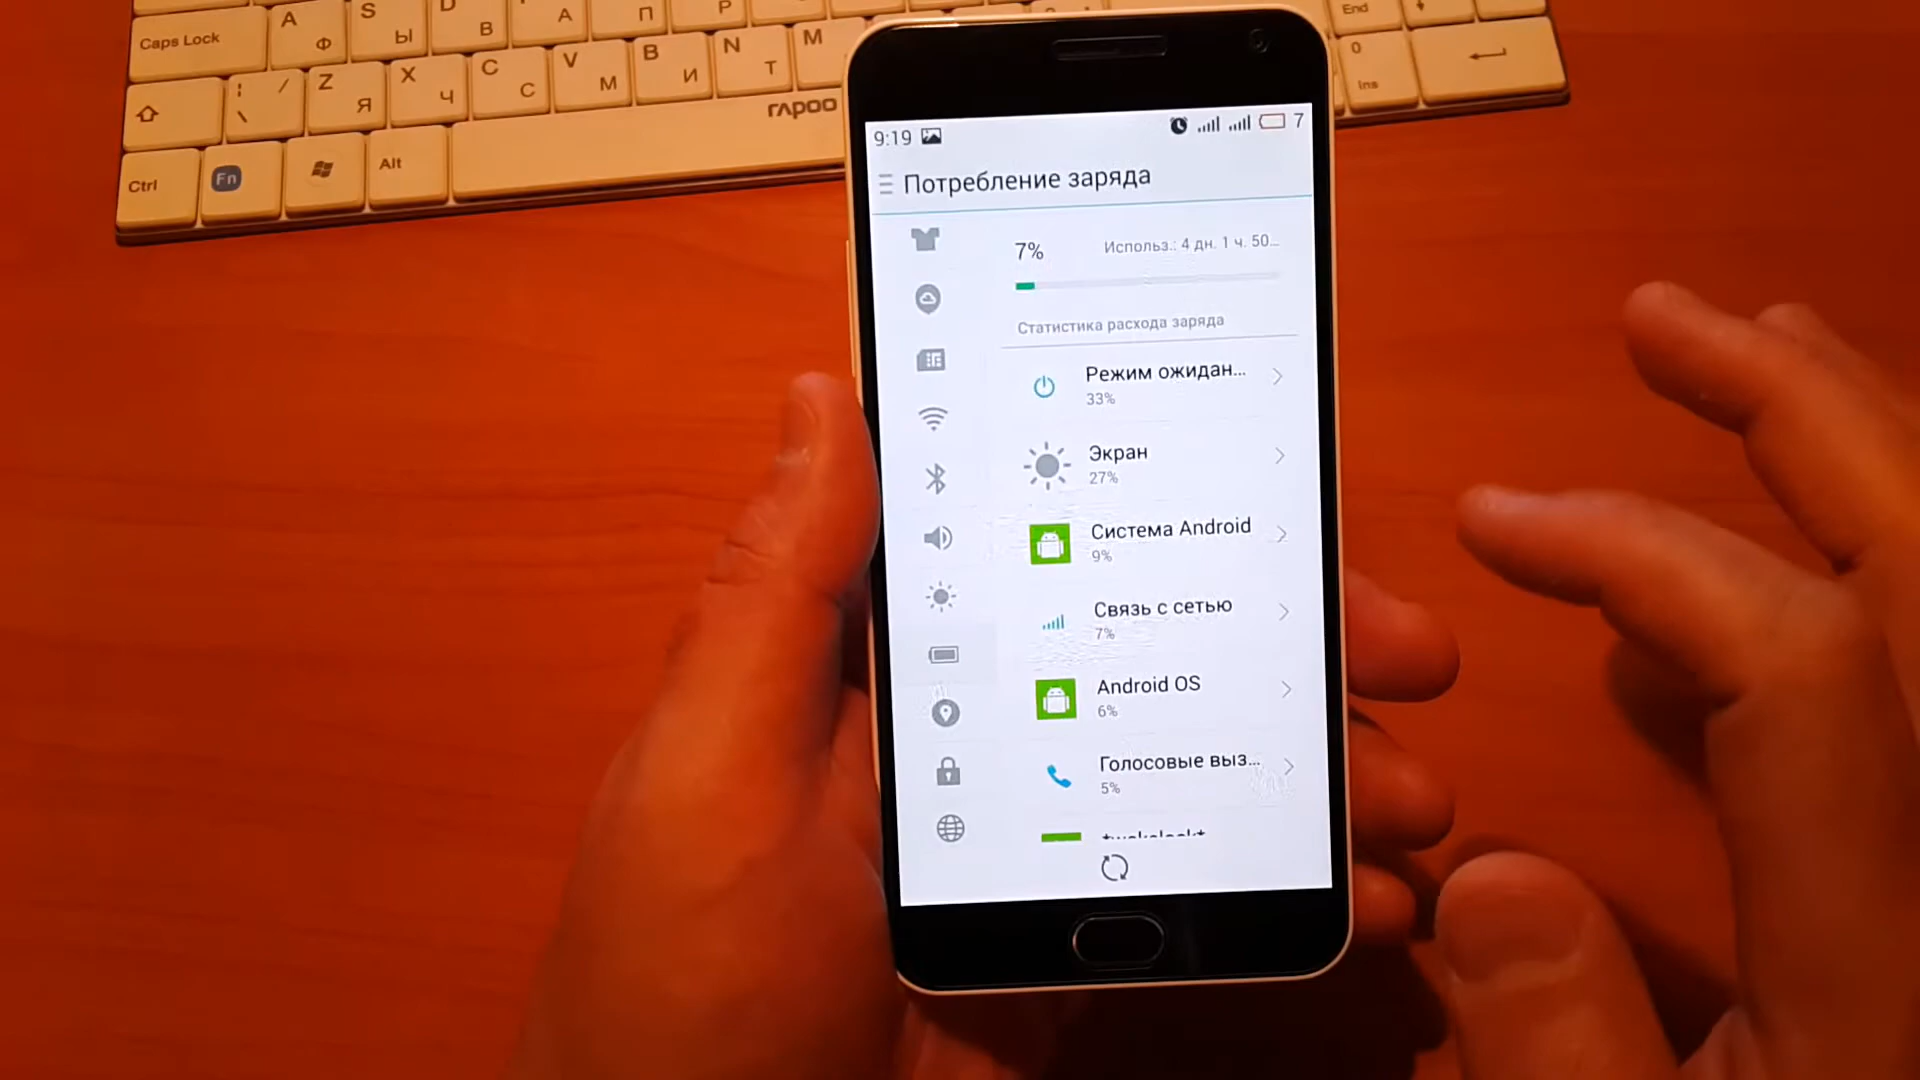 Caps Lock
A
Ф
S
Ы
D
В
A
П
P
End
Z
Я
X
Ч
C
С
V
М
B
И
N
Т
M
0
Ins
rapoo
Ctrl
Fn
Alt
9:19
7
Потребление заряда
7%
Использ.: 4 дн. 1 ч. 50...
Статистика расхода заряда
Режим ожидан...
33%
Экран
27%
Система Android
9%
Связь с сетью
7%
Android OS
6%
Голосовые выз...
5%